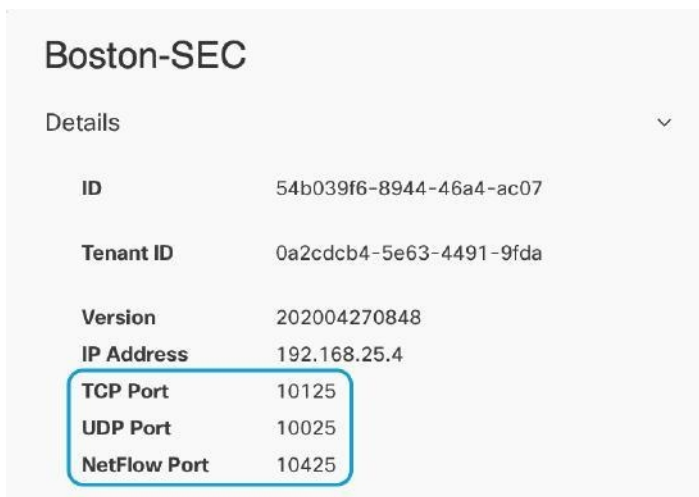 Boston-SEC
Details
ID 54b039f6-8944-46a4-ac07
Tenant ID 0a2cdcb4-5e63-4491-9fda
Version 202004270848
IP Address 192.168.25.4
TCP Port 10125
UDP Port 10025
NetFlow Port 10425